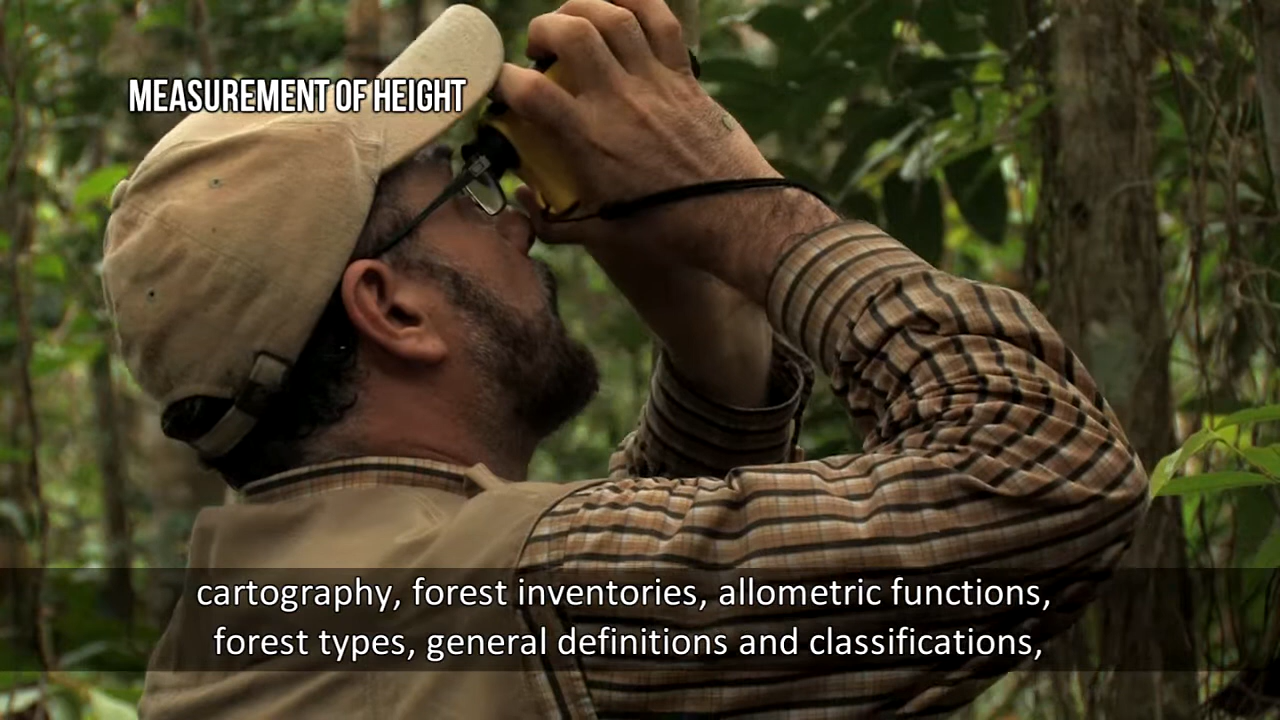 MEASUREMENT OF HEIGHT
cartography, forest inventories, allometric functions,
forest types, general definitions and classifications,